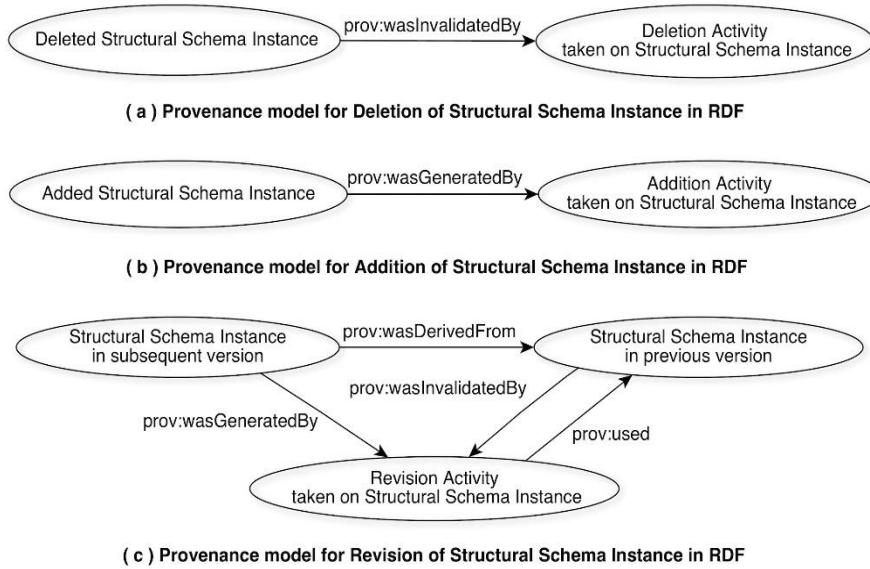 Deleted Structural Schema Instance
prov:wasInvalidatedBy
Deletion Activity
taken on Structural Schema Instance
( a ) Provenance model for Deletion of Structural Schema Instance in RDF
Added Structural Schema Instance
prov:wasGeneratedBy
Addition Activity
taken on Structural Schema Instance
( b ) Provenance model for Addition of Structural Schema Instance in RDF
Structural Schema Instance
in subsequent version
prov:wasDerivedFrom
Structural Schema Instance
in previous version
prov:wasInvalidatedBy
prov:wasGeneratedBy
prov:used
Revision Activity
taken on Structural Schema Instance
( c ) Provenance model for Revision of Structural Schema Instance in RDF